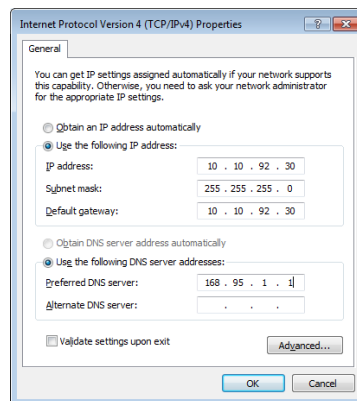 Internet Protocol Version 4 (TCP/IPv4) Properties
General
You can get IP settings assigned automatically if your network supports
this capability. Otherwise, you need to ask your network administrator
for the appropriate IP settings.
Obtain an IP address automatically
Use the following IP address:
IP address: 10 . 10 . 92 . 30
Subnet mask: 255 . 255 . 255 . 0
Default gateway: 10 . 10 . 92 . 30
Obtain DNS server address automatically
Use the following DNS server addresses:
Preferred DNS server: 168 . 95 . 1 . 1
Alternate DNS server: . . .
Validate settings upon exit
Advanced...
OK Cancel